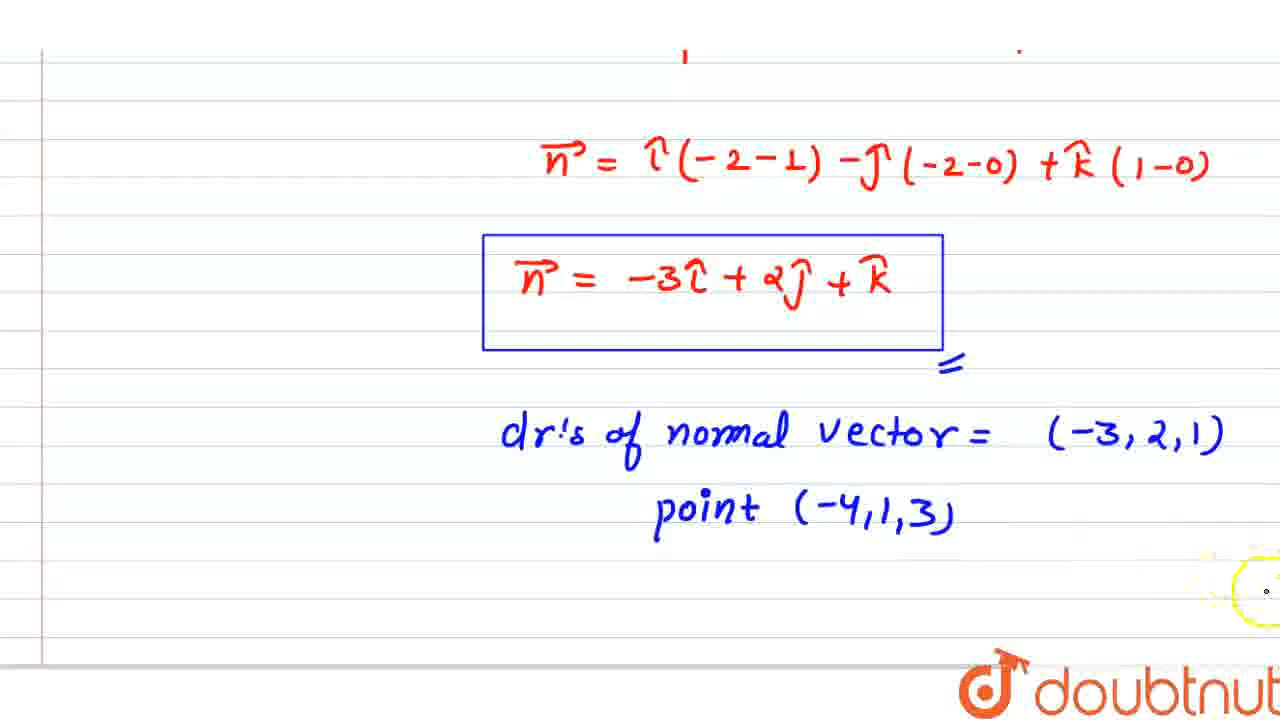 n⃗ = î(-2-1) -ĵ(-2-0) +k̂(1-0)
n⃗ = -3î + 2ĵ + k̂
dr's of normal vector = (-3, 2, 1)
point (-4, 1, 3)
doubtnut